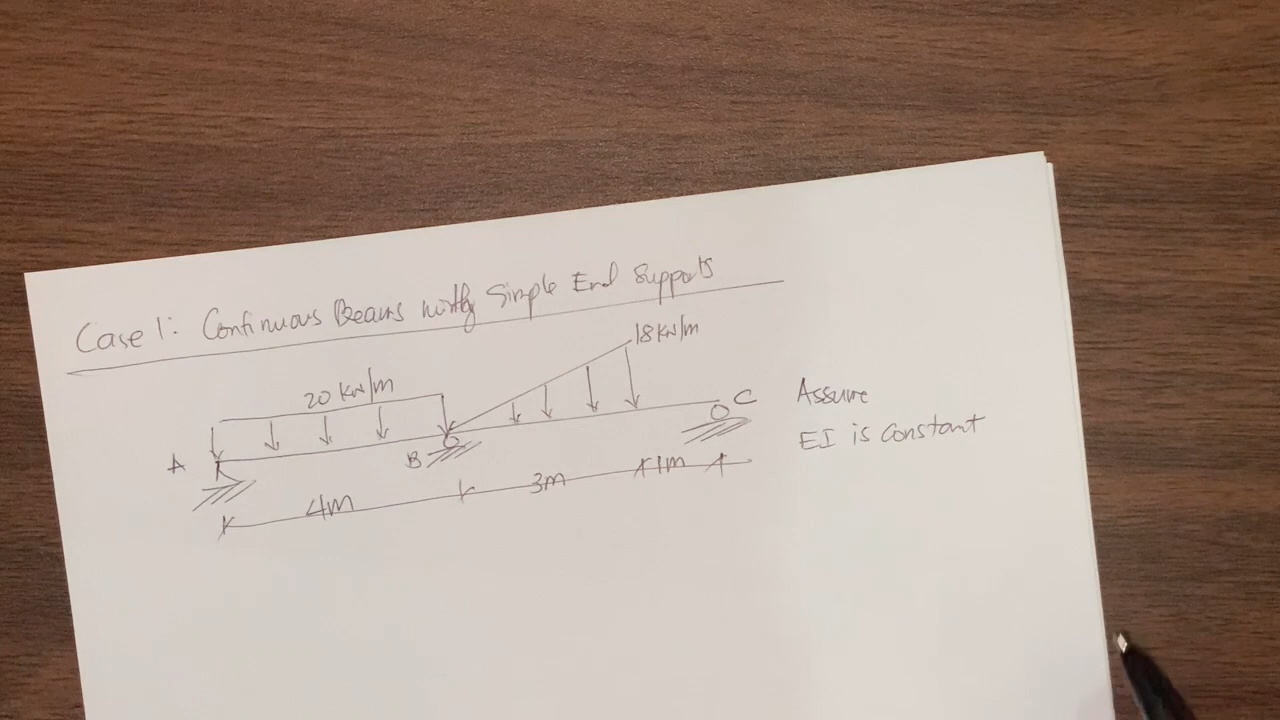 Case 1: Continuous Beams with Simple End Supports
20 kN/m
18 kN/m
A
B
C
4m
3m
1m
Assume
EI is constant